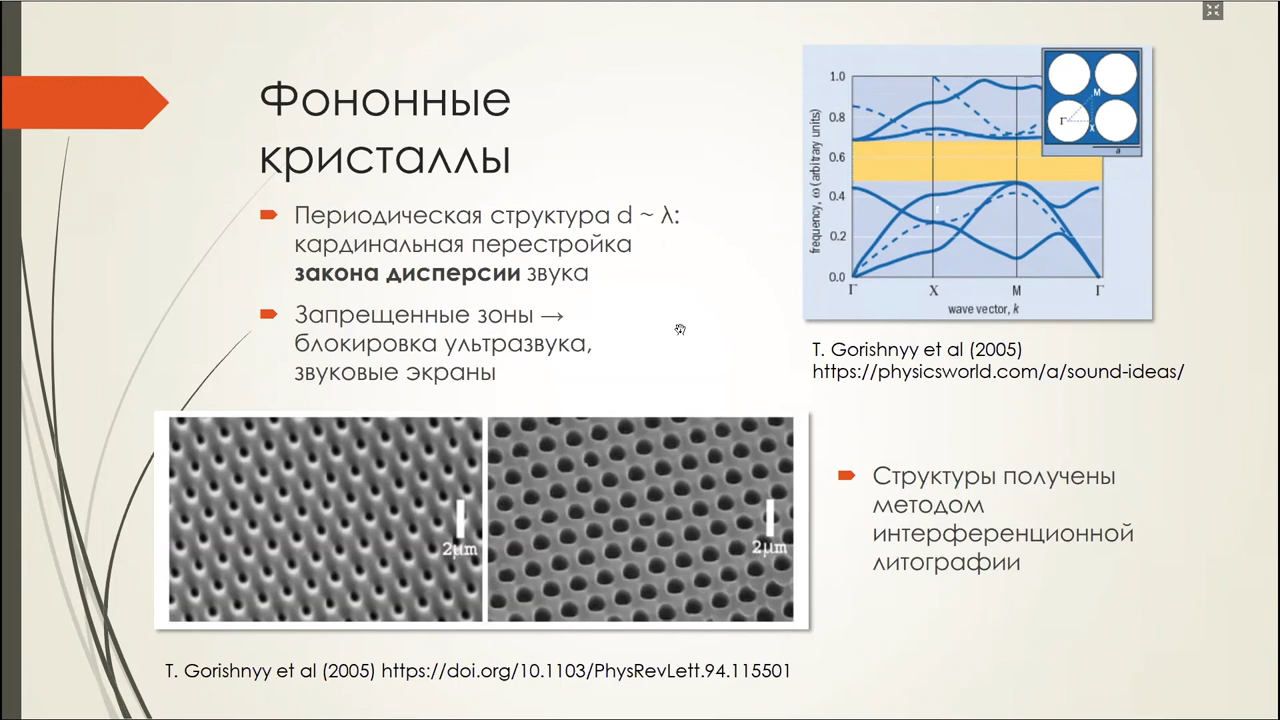 Фононные
кристаллы
Периодическая структура d ~ λ:
кардинальная перестройка
закона дисперсии звука
Запрещенные зоны →
блокировка ультразвука,
звуковые экраны
frequency, ω (arbitrary units)
1.0
0.8
0.6
0.4
0.2
0.0
Γ
X
M
Γ
wave vector, k
M
Γ
X
a
T. Gorishnyy et al (2005)
https://physicsworld.com/a/sound-ideas/
2μm
2μm
Структуры получены
методом
интерференционной
литографии
T. Gorishnyy et al (2005) https://doi.org/10.1103/PhysRevLett.94.115501